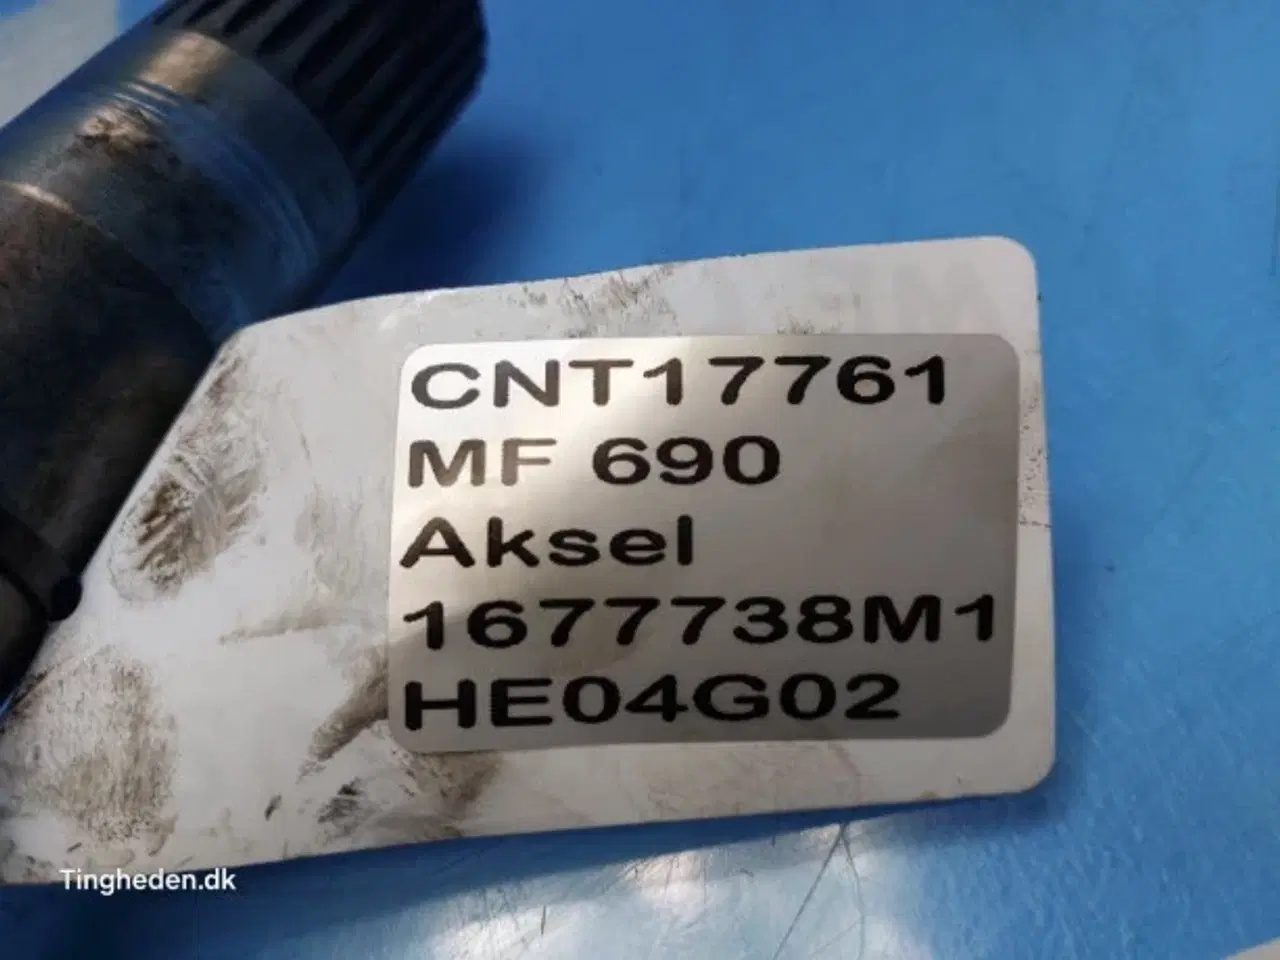 CNT17761
MF 690
Aksel
1677738M1
HE04G02
Tingheden.dk